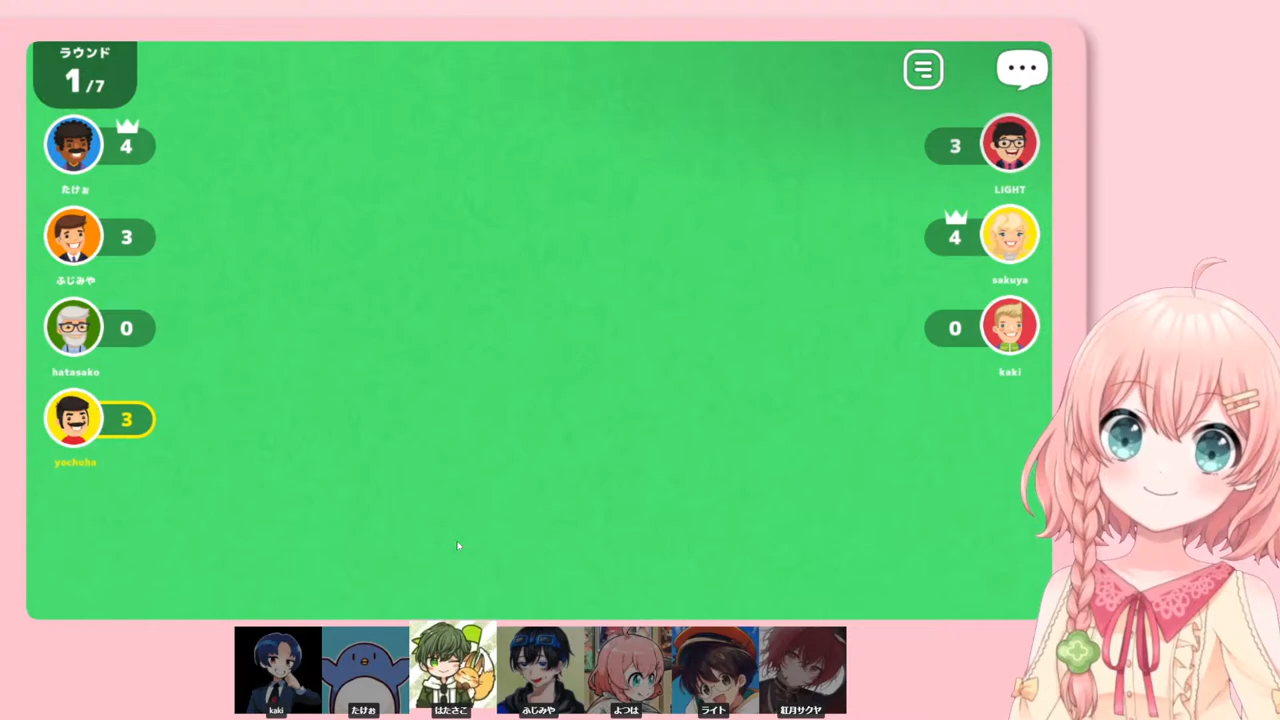 ラウンド
1/7
4
たけぉ
3
ふじみや
0
hatasako
3
yochuha
3
LiGHT
4
sakuya
0
kaki
kaki
たけぉ
はたさこ
ふじみや
よつは
ライト
紅月サクヤ